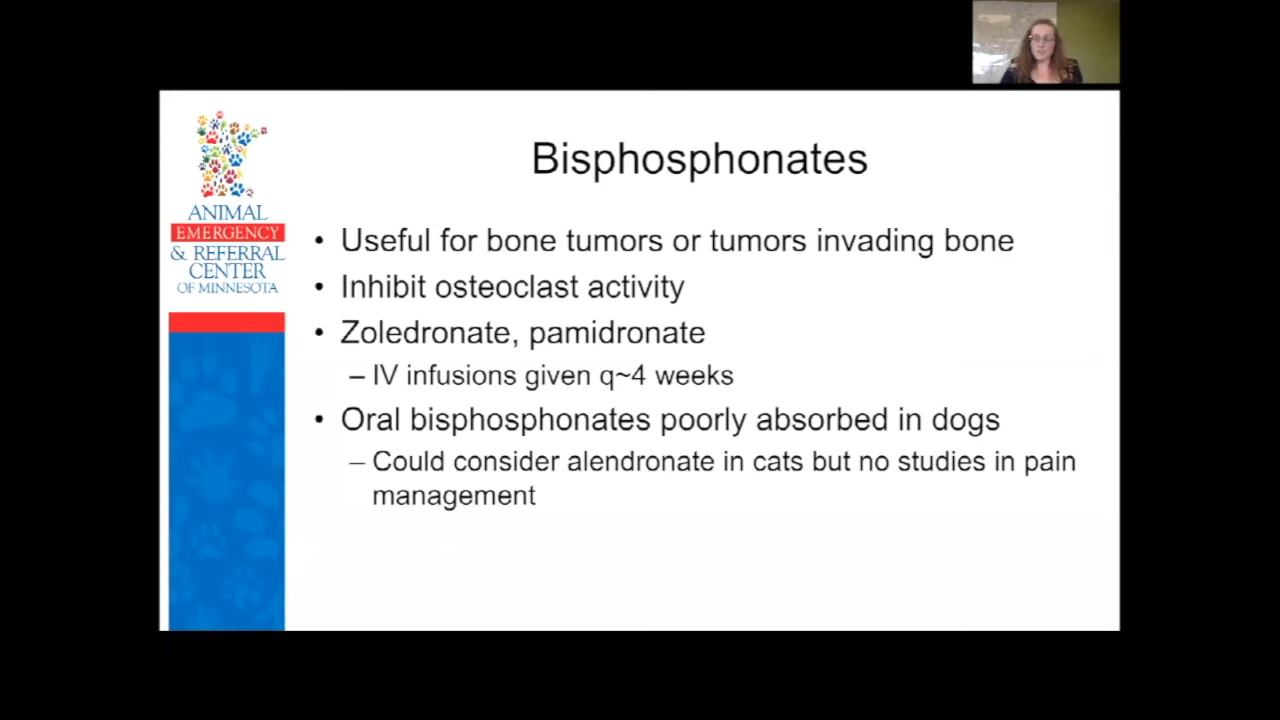 Bisphosphonates
ANIMAL
EMERGENCY
& REFERRAL
CENTER
OF MINNESOTA
• Useful for bone tumors or tumors invading bone
• Inhibit osteoclast activity
• Zoledronate, pamidronate
– IV infusions given q~4 weeks
• Oral bisphosphonates poorly absorbed in dogs
– Could consider alendronate in cats but no studies in pain
management